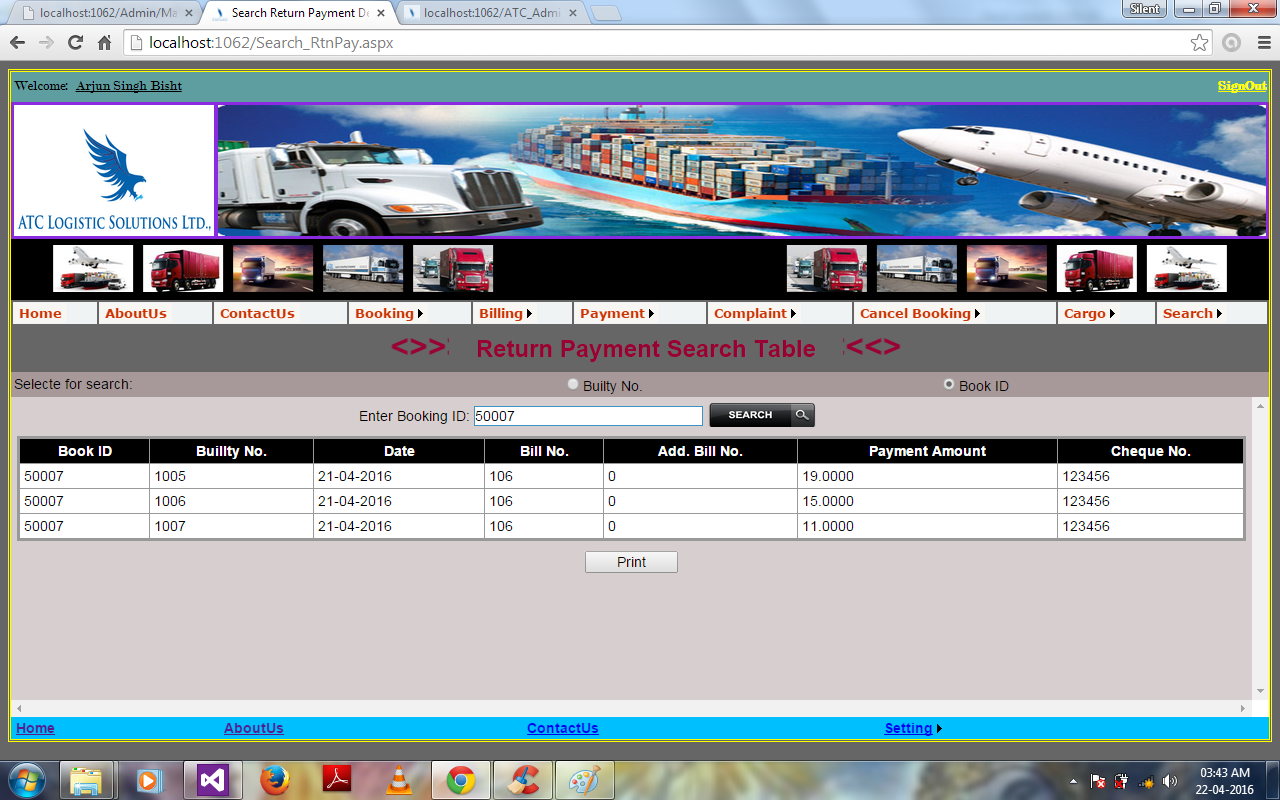 localhost:1062/Admin/Ma
Search Return Payment De
localhost:1062/ATC_Admi
Silent
localhost:1062/Search_RtnPay.aspx
Welcome: Arjun Singh Bisht
SignOut
ATC LOGISTIC SOLUTIONS LTD.,
Home AboutUs ContactUs Booking Billing Payment Complaint Cancel Booking Cargo Search
<>>: Return Payment Search Table :<<>
Selecte for search: Builty No. Book ID
Enter Booking ID: 50007 SEARCH
Book ID Buillty No. Date Bill No. Add. Bill No. Payment Amount Cheque No.
50007 1005 21-04-2016 106 0 19.0000 123456
50007 1006 21-04-2016 106 0 15.0000 123456
50007 1007 21-04-2016 106 0 11.0000 123456
Print
Home AboutUs ContactUs Setting
03:43 AM
22-04-2016